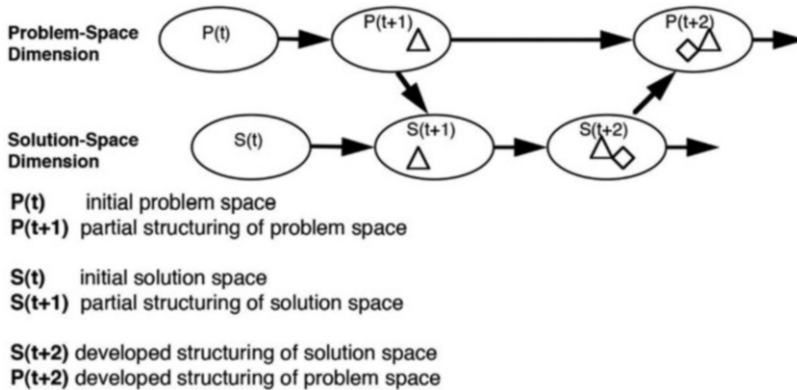 Problem-Space
Dimension
P(t)
P(t+1)
P(t+2)
Solution-Space
Dimension
S(t)
S(t+1)
S(t+2)
P(t) initial problem space
P(t+1) partial structuring of problem space
S(t) initial solution space
S(t+1) partial structuring of solution space
S(t+2) developed structuring of solution space
P(t+2) developed structuring of problem space